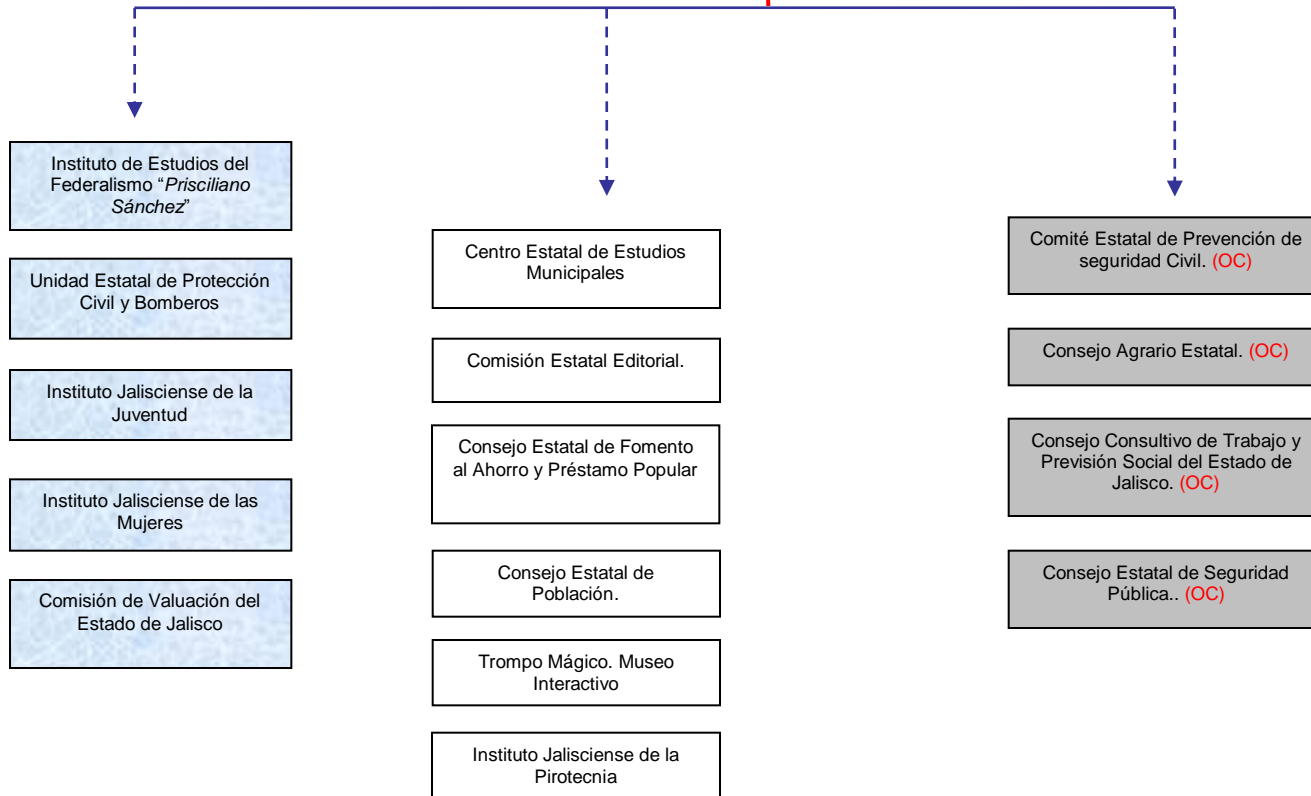 Instituto de Estudios del
Federalismo “Prisciliano
Sánchez”
Unidad Estatal de Protección
Civil y Bomberos
Instituto Jalisciense de la
Juventud
Instituto Jalisciense de las
Mujeres
Comisión de Valuación del
Estado de Jalisco
Centro Estatal de Estudios
Municipales
Comisión Estatal Editorial.
Consejo Estatal de Fomento
al Ahorro y Préstamo Popular
Consejo Estatal de
Población.
Trompo Mágico. Museo
Interactivo
Instituto Jalisciense de la
Pirotecnia
Comité Estatal de Prevención de
seguridad Civil. (OC)
Consejo Agrario Estatal. (OC)
Consejo Consultivo de Trabajo y
Previsión Social del Estado de
Jalisco. (OC)
Consejo Estatal de Seguridad
Pública.. (OC)